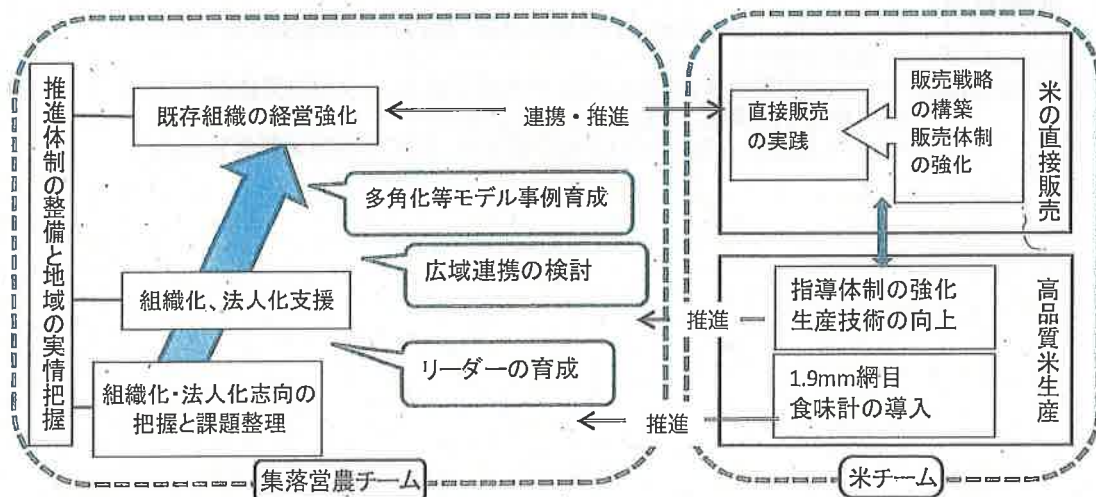 推進体制の整備と地域の実情把握
既存組織の経営強化
多角化等モデル事例育成
広域連携の検討
組織化、法人化支援
リーダーの育成
組織化・法人化志向の
把握と課題整理
集落営農チーム
連携・推進
推進
推進
直接販売
の実践
販売戦略
の構築
販売体制
の強化
米の直接販売
指導体制の強化
生産技術の向上
1.9mm網目
食味計の導入
高品質米生産
米チーム